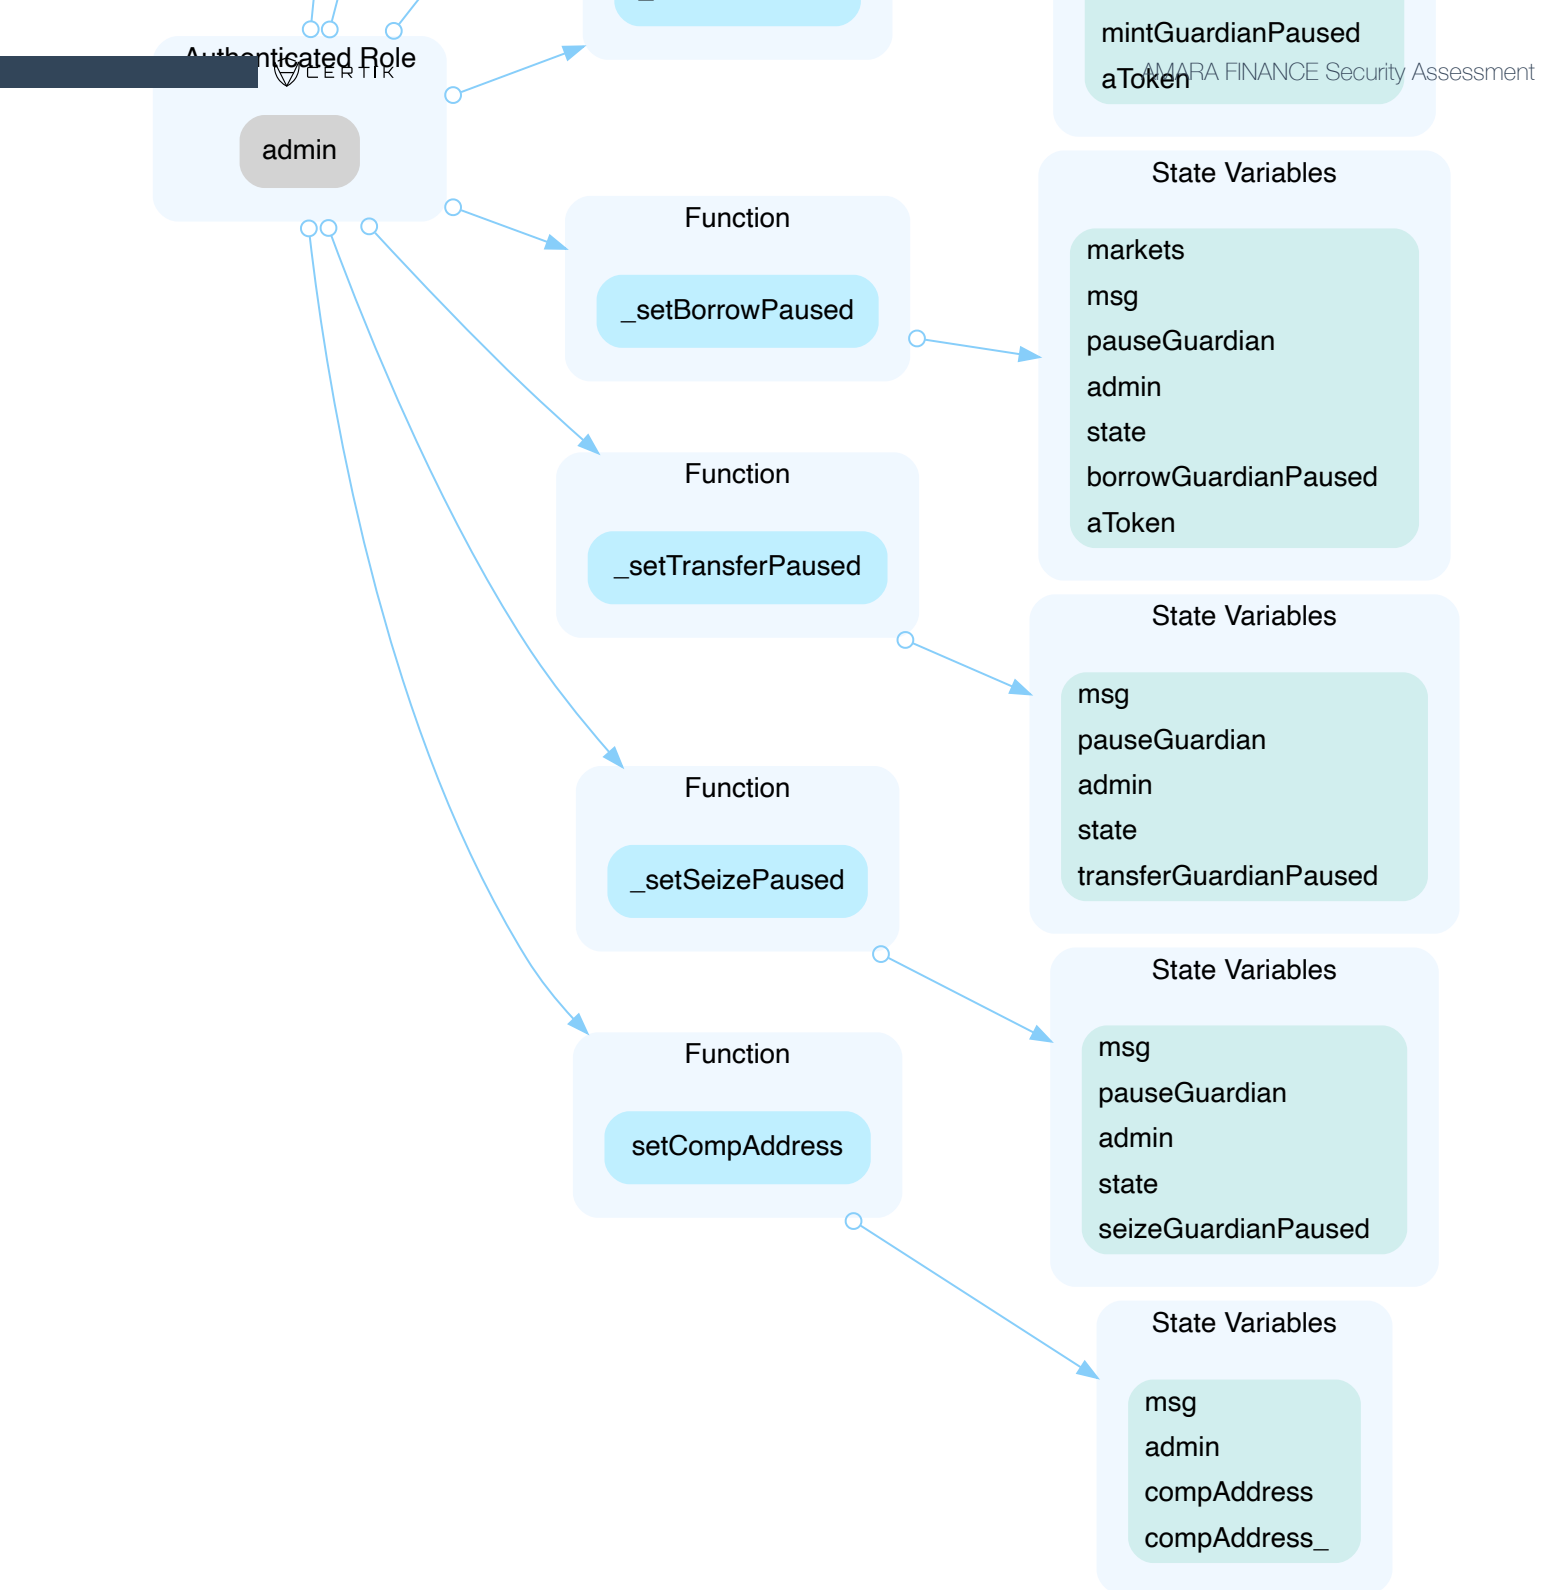 mintGuardianPaused
aToken
Authenticated Role
CERTIK
AMARA FINANCE Security Assessment
admin
Function
_setBorrowPaused
State Variables
markets
msg
pauseGuardian
admin
state
borrowGuardianPaused
aToken
Function
_setTransferPaused
State Variables
msg
pauseGuardian
admin
state
transferGuardianPaused
Function
_setSeizePaused
State Variables
msg
pauseGuardian
admin
state
seizeGuardianPaused
Function
setCompAddress
State Variables
msg
admin
compAddress
compAddress_